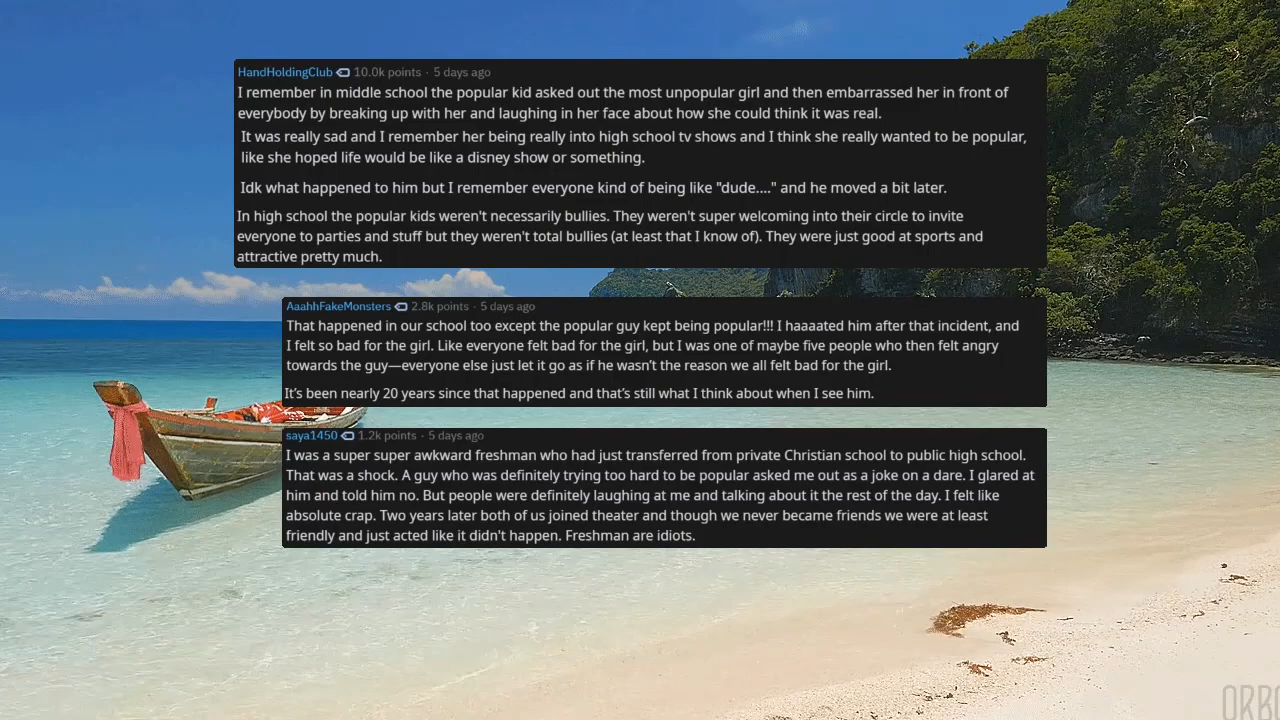 HandHoldingClub 10.0k points · 5 days ago
I remember in middle school the popular kid asked out the most unpopular girl and then embarrassed her in front of
everybody by breaking up with her and laughing in her face about how she could think it was real.
It was really sad and I remember her being really into high school tv shows and I think she really wanted to be popular,
like she hoped life would be like a disney show or something.
Idk what happened to him but I remember everyone kind of being like "dude...." and he moved a bit later.
In high school the popular kids weren't necessarily bullies. They weren't super welcoming into their circle to invite
everyone to parties and stuff but they weren't total bullies (at least that I know of). They were just good at sports and
attractive pretty much.
AaahhFakeMonsters 2.8k points · 5 days ago
That happened in our school too except the popular guy kept being popular!!! I haaaated him after that incident, and
I felt so bad for the girl. Like everyone felt bad for the girl, but I was one of maybe five people who then felt angry
towards the guy—everyone else just let it go as if he wasn’t the reason we all felt bad for the girl.
It’s been nearly 20 years since that happened and that’s still what I think about when I see him.
saya1450 1.2k points · 5 days ago
I was a super super awkward freshman who had just transferred from private Christian school to public high school.
That was a shock. A guy who was definitely trying too hard to be popular asked me out as a joke on a dare. I glared at
him and told him no. But people were definitely laughing at me and talking about it the rest of the day. I felt like
absolute crap. Two years later both of us joined theater and though we never became friends we were at least
friendly and just acted like it didn't happen. Freshman are idiots.